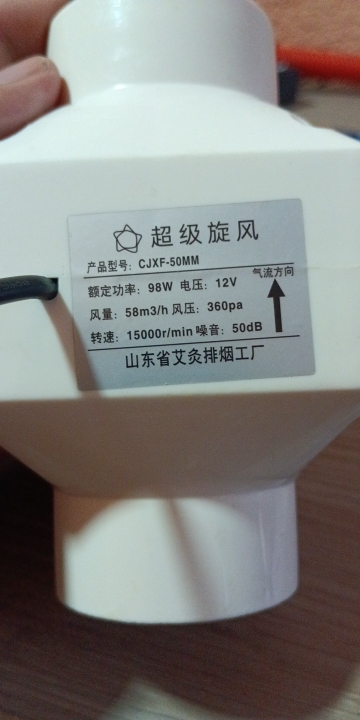 超级旋风
产品型号：CJXF-50MM
额定功率：98W 电压：12V
气流方向
风量：58m3/h 风压：360pa
转速：15000r/min 噪音：50dB
山东省艾灸排烟工厂